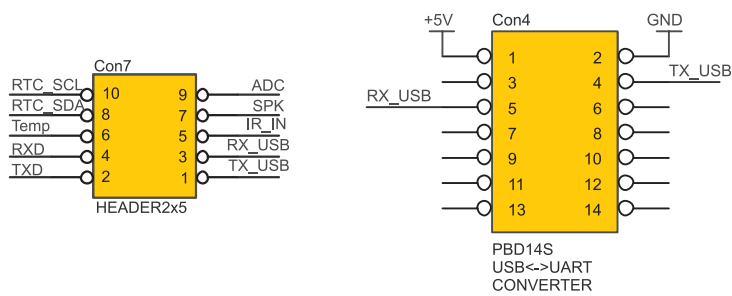 Con7
RTC_SCL 10 9 ADC
RTC_SDA 8 7 SPK
Temp 6 5 IR_IN
RXD 4 3 RX_USB
TXD 2 1 TX_USB
HEADER2x5
+5V Con4 GND
1 2
3 4 TX_USB
RX_USB 5 6
7 8
9 10
11 12
13 14
PBD14S
USB<->UART
CONVERTER